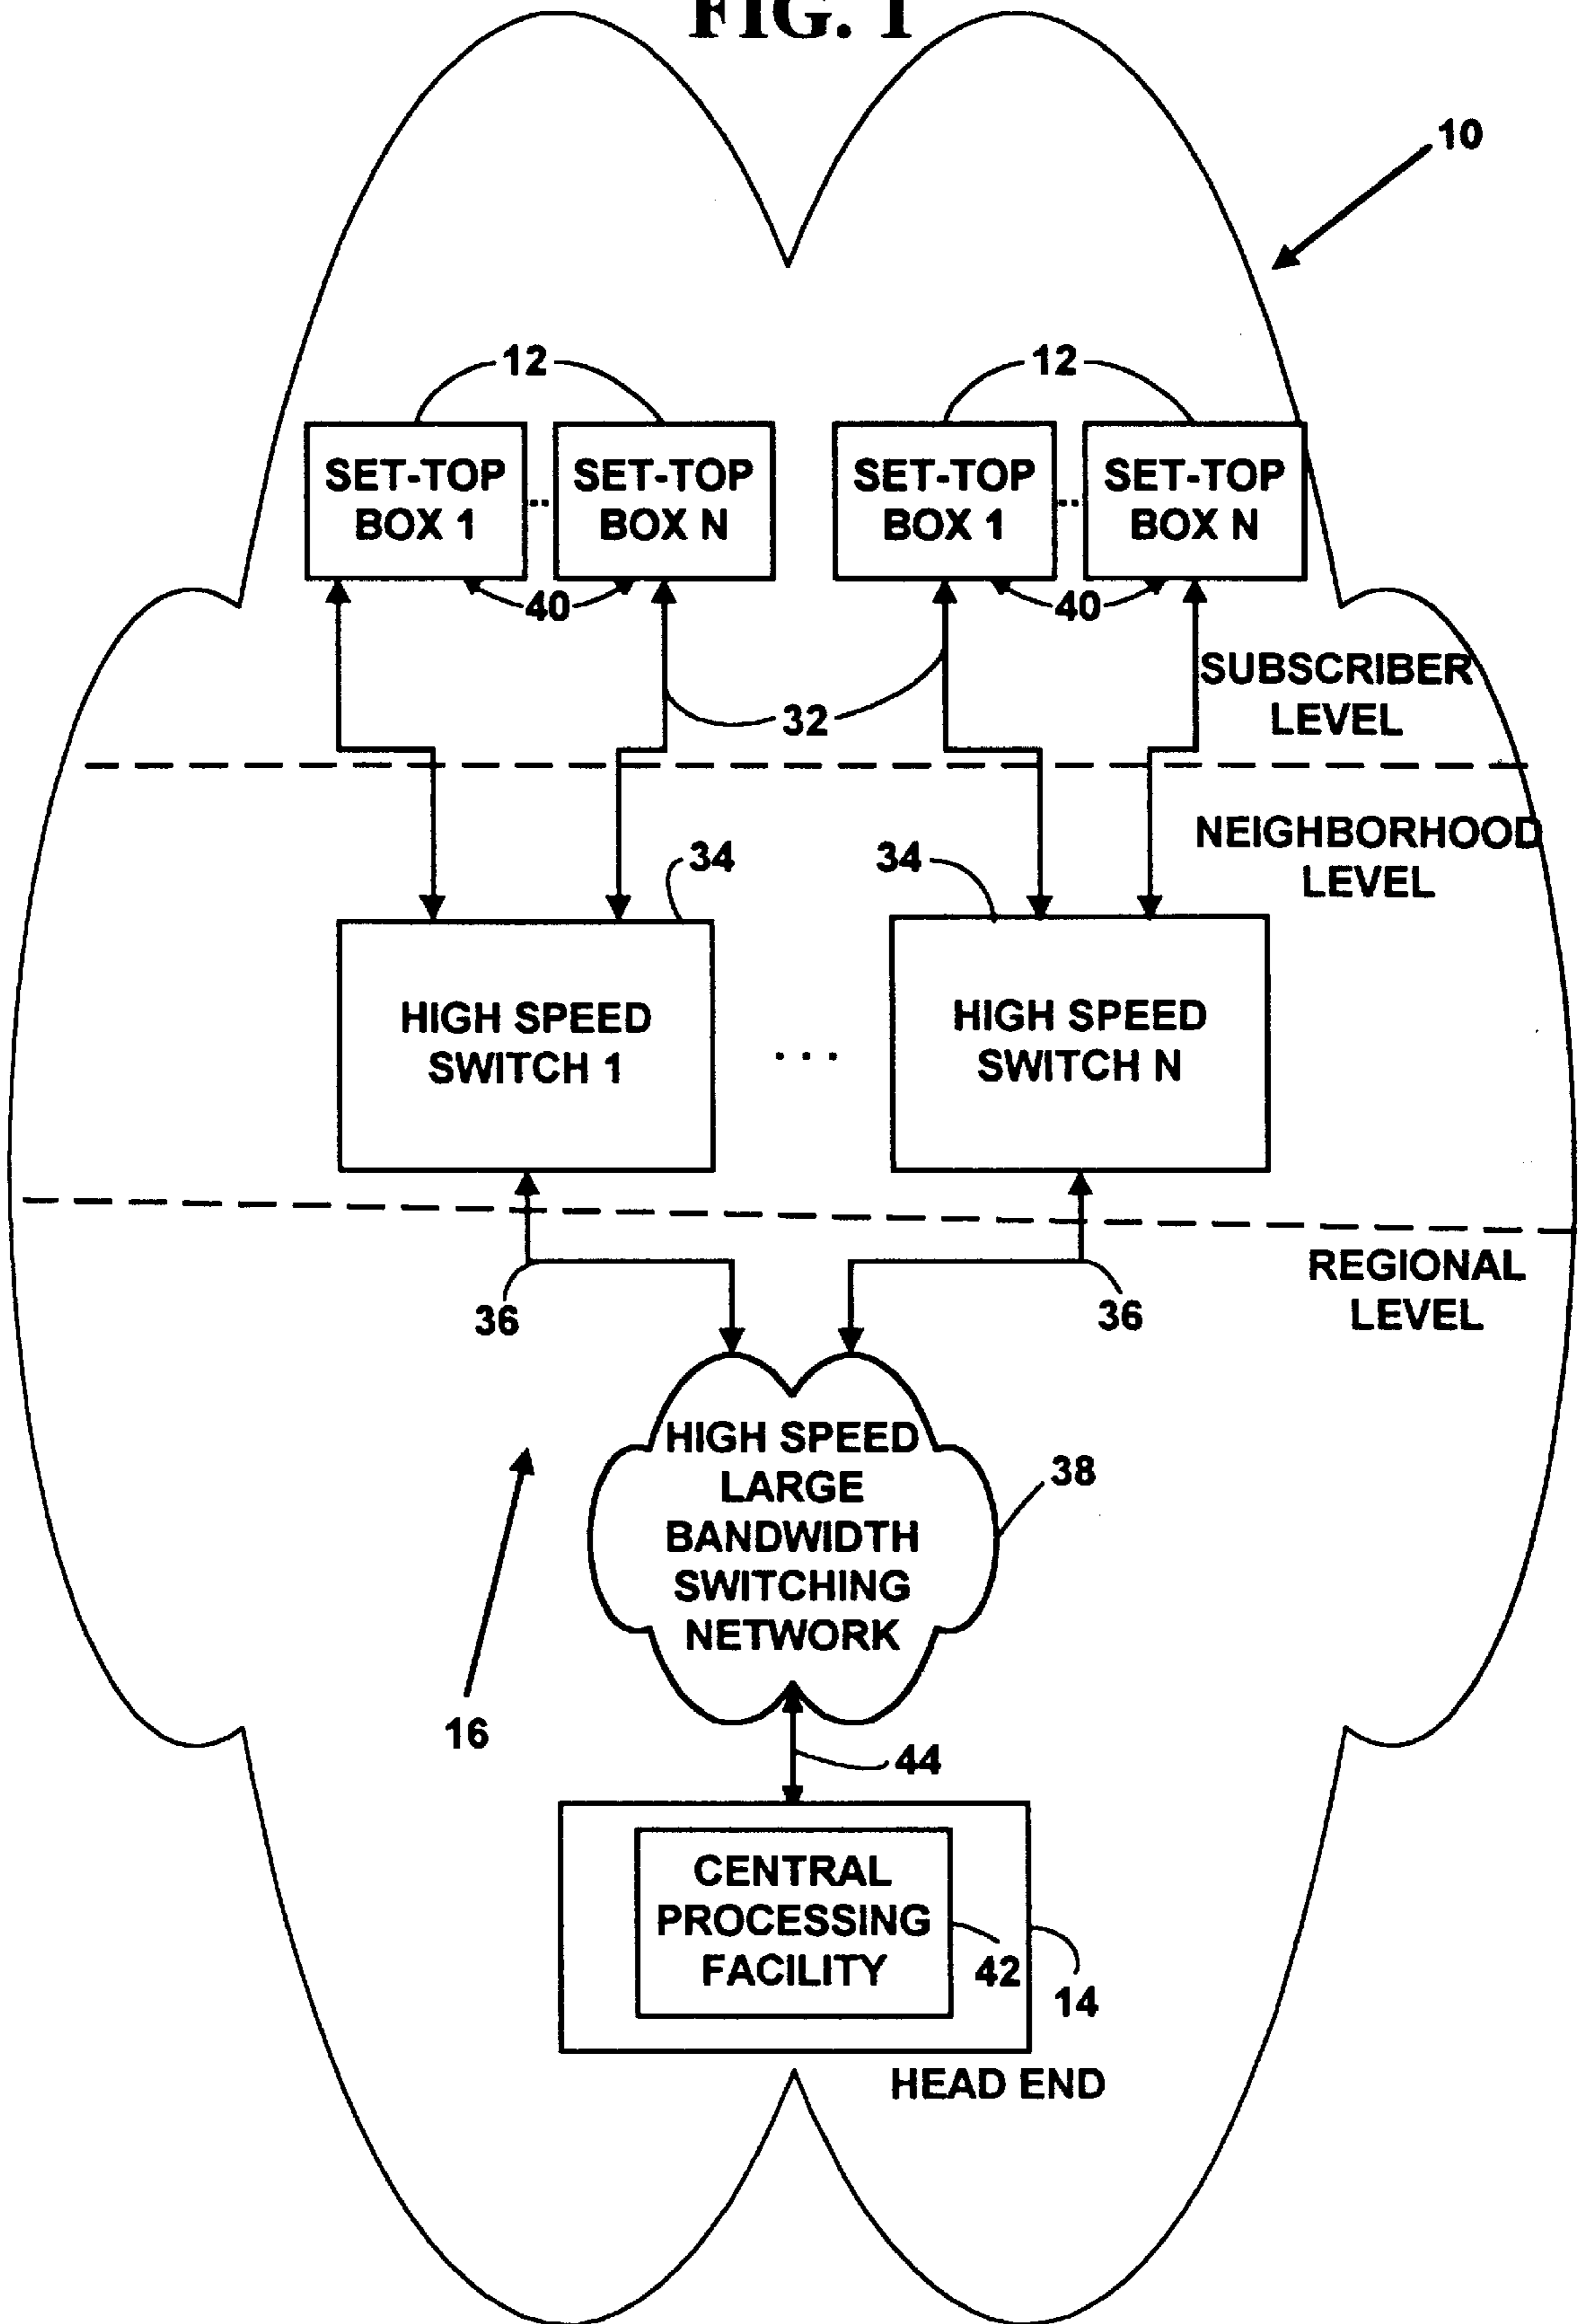 FIG. 1
10
12
12
SET-TOP
BOX 1
..
SET-TOP
BOX N
SET-TOP
BOX 1
..
SET-TOP
BOX N
40
40
SUBSCRIBER
LEVEL
32
NEIGHBORHOOD
LEVEL
34
34
HIGH SPEED
SWITCH 1
...
HIGH SPEED
SWITCH N
REGIONAL
LEVEL
36
36
HIGH SPEED
LARGE
BANDWIDTH
SWITCHING
NETWORK
38
16
44
CENTRAL
PROCESSING
FACILITY
42
14
HEAD END